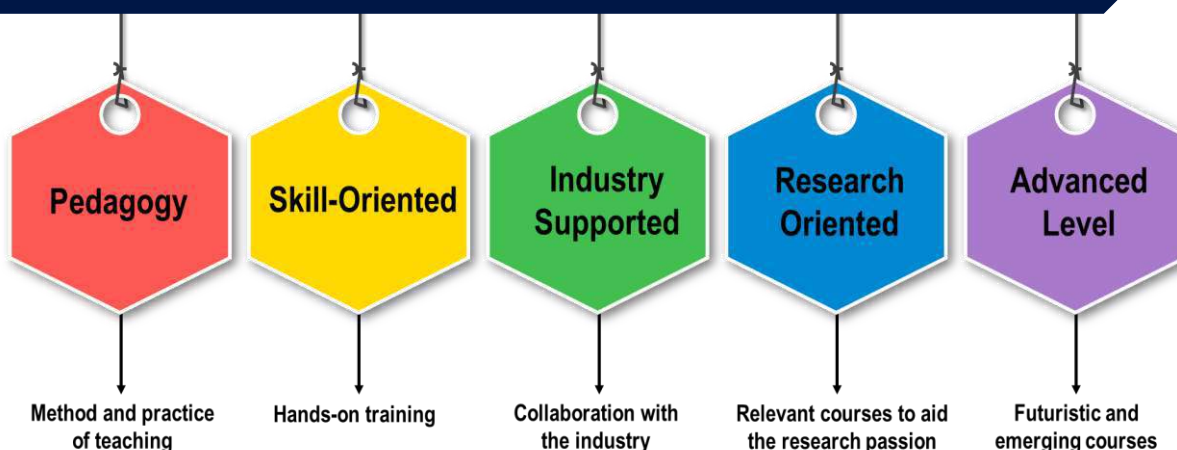 Pedagogy
Skill-Oriented
Industry
Supported
Research
Oriented
Advanced
Level
Method and practice
of teaching
Hands-on training
Collaboration with
the industry
Relevant courses to aid
the research passion
Futuristic and
emerging courses